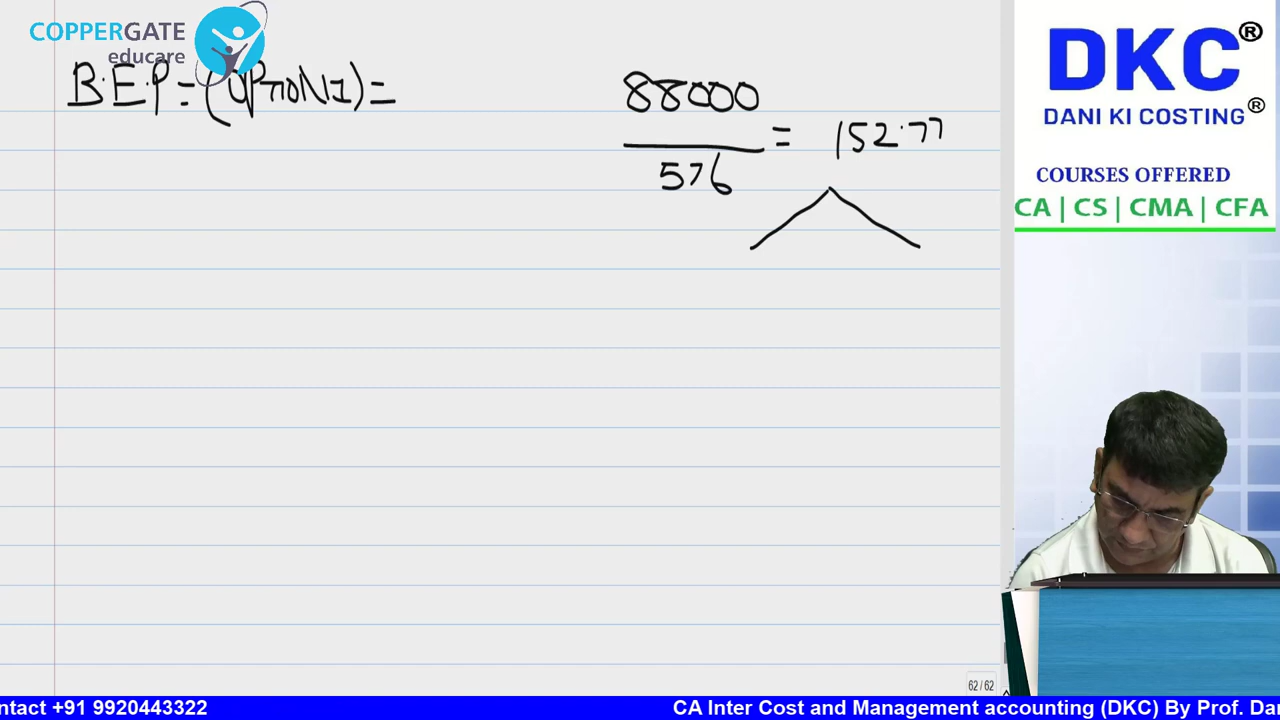 COPPERGATE
educare
B.E.P = (OPTION I) =
88000
576
= 152.77
DKC®
DANI KI COSTING®
COURSES OFFERED
CA | CS | CMA | CFA
62 / 62
ntact +91 9920443322
CA Inter Cost and Management accounting (DKC) By Prof. Da